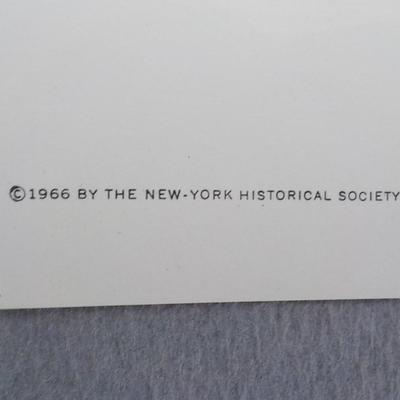 ©1966 BY THE NEW-YORK HISTORICAL SOCIETY